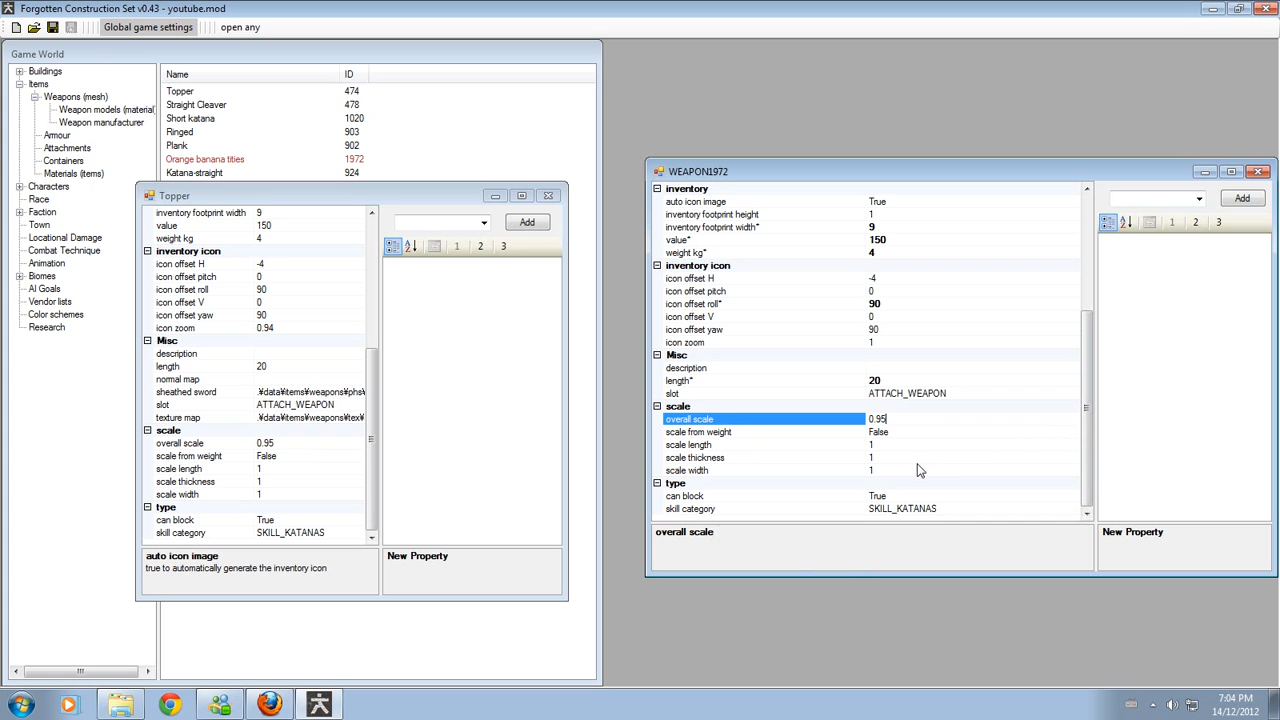 Forgotten Construction Set v0.43 - youtube.mod
Global game settings open any
Game World
Buildings
Items
Weapons (mesh)
Weapon models (material
Weapon manufacturer
Armour
Attachments
Containers
Materials (items)
Characters
Race
Faction
Town
Locational Damage
Combat Technique
Animation
Biomes
AI Goals
Vendor lists
Color schemes
Research
Name ID
Topper 474
Straight Cleaver 478
Short katana 1020
Ringed 903
Plank 902
Orange banana tities 1972
Katana-straight 924
Topper
inventory footprint width 9
value 150
weight kg 4
inventory icon
icon offset H -4
icon offset pitch 0
icon offset roll 90
icon offset V 0
icon offset yaw 90
icon zoom 0.94
Misc
description
length 20
normal map
sheathed sword .¥data¥items¥weapons¥phs¥
slot ATTACH_WEAPON
texture map .¥data¥items¥weapons¥tex¥
scale
overall scale 0.95
scale from weight False
scale length 1
scale thickness 1
scale width 1
type
can block True
skill category SKILL_KATANAS
auto icon image
true to automatically generate the inventory icon
Add
1 2 3
New Property
WEAPON1972
inventory
auto icon image True
inventory footprint height 1
inventory footprint width* 9
value* 150
weight kg* 4
inventory icon
icon offset H -4
icon offset pitch 0
icon offset roll* 90
icon offset V 0
icon offset yaw 90
icon zoom 1
Misc
description
length* 20
slot ATTACH_WEAPON
scale
overall scale 0.95
scale from weight False
scale length 1
scale thickness 1
scale width 1
type
can block True
skill category SKILL_KATANAS
overall scale
Add
1 2 3
New Property
7:04 PM
14/12/2012